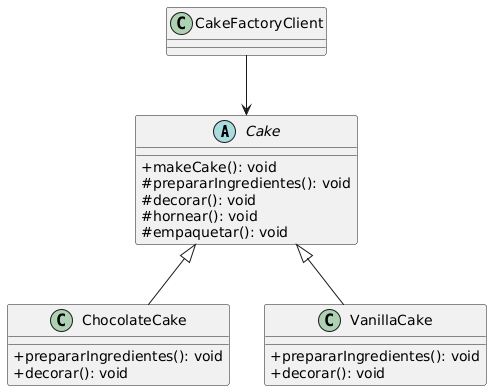 C CakeFactoryClient
A Cake
+makeCake(): void
#prepararIngredientes(): void
#decorar(): void
#hornear(): void
#empaquetar(): void
C ChocolateCake
+prepararIngredientes(): void
+decorar(): void
C VanillaCake
+prepararIngredientes(): void
+decorar(): void